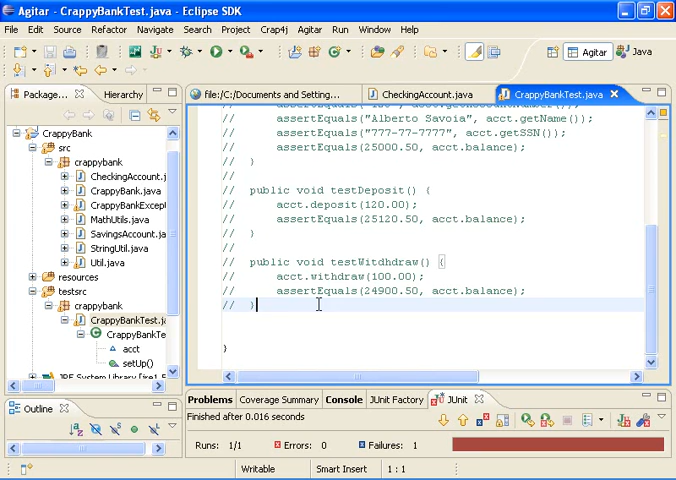 Agitar - CrappyBankTest.java - Eclipse SDK
File Edit Source Refactor Navigate Search Project Crap4j Agitar Run Window Help
Agitar Java
Package... Hierarchy
file:/C:/Documents and Setting... CheckingAccount.java CrappyBankTest.java
CrappyBank
src
crappybank
CheckingAccount.j
CrappyBank.java
CrappyBankExcep
MathUtils.java
SavingsAccount.ja
StringUtil.java
Util.java
resources
testsrc
crappybank
CrappyBankTest.ja
CrappyBankTe
acct
setUp()
// assertEquals("Alberto Savoia", acct.getName());
// assertEquals("777-77-7777", acct.getSSN());
// assertEquals(25000.50, acct.balance);
// }
//
// public void testDeposit() {
// acct.deposit(120.00);
// assertEquals(25120.50, acct.balance);
// }
//
// public void testWitdhdraw() {
// acct.withdraw(100.00);
// assertEquals(24900.50, acct.balance);
// }
}
Outline
Problems Coverage Summary Console JUnit Factory JUnit
Finished after 0.016 seconds
Runs: 1/1 Errors: 0 Failures: 1
Writable Smart Insert 1 : 1